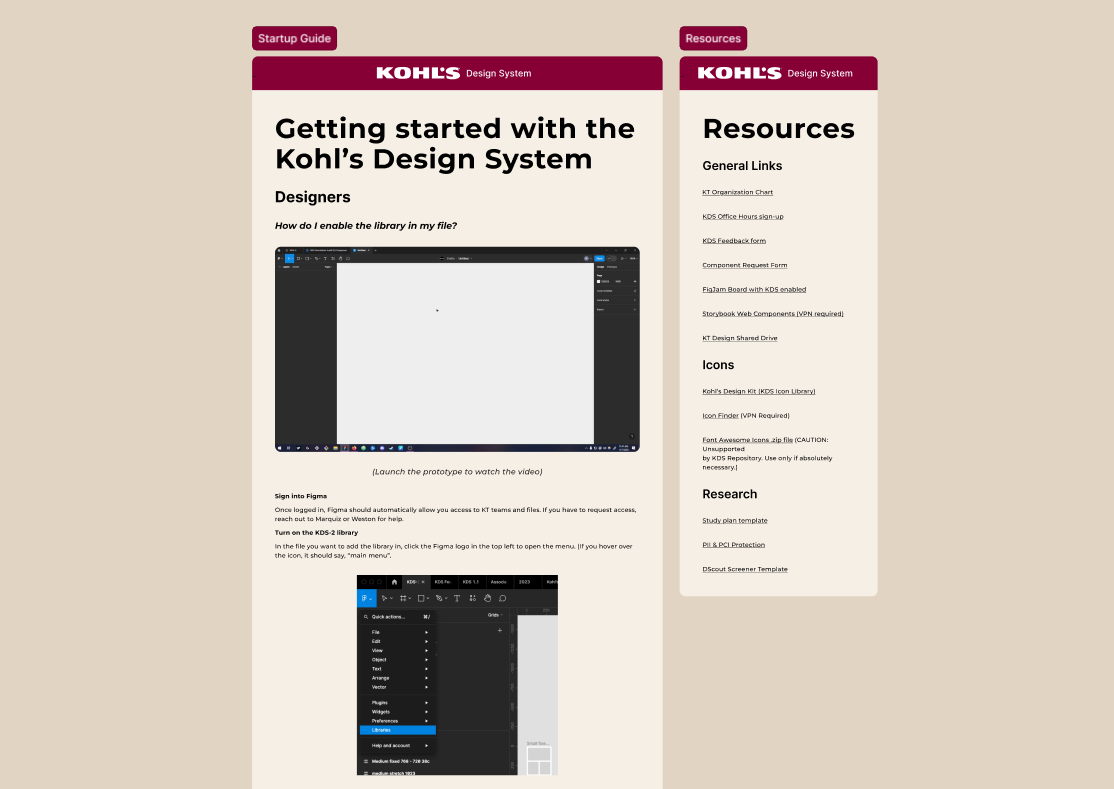 Startup Guide
KOHL'S Design System
Getting started with the
Kohl's Design System
Designers
How do I enable the library in my file?
(Launch the prototype to watch the video)
Sign into Figma
Once logged in, Figma should automatically allow you access to KT teams and files. If you have to request access,
reach out to Marquiz or Weston for help.
Turn on the KDS-2 library
In the file you want to add the library in, click the Figma logo in the top left to open the menu. (If you hover over
the icon, it should say, "main menu".
KDS 1.1
Associa
2023
Kohl's
Quick actions... ⌘/
Grids
File
Edit
View
Object
Text
Arrange
Vector
Plugins
Widgets
Preferences
Libraries
Help and account
Medium fixed 769 - 728 36c
medium stretch 1023
Resources
KOHL'S Design System
Resources
General Links
KT Organization Chart
KDS Office Hours sign-up
KDS Feedback form
Component Request Form
FigJam Board with KDS enabled
Storybook Web Components (VPN required)
KT Design Shared Drive
Icons
Kohl's Design Kit (KDS Icon Library)
Icon Finder (VPN Required)
Font Awesome Icons .zip file (CAUTION:
Unsupported
by KDS Repository. Use only if absolutely
necessary.)
Research
Study plan template
PII & PCI Protection
DScout Screener Template